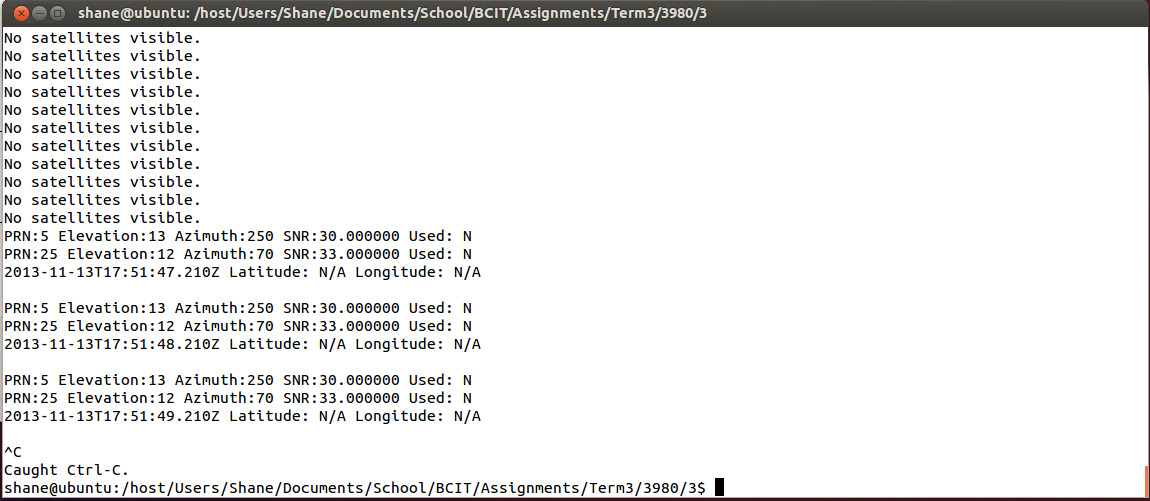 shane@ubuntu: /host/Users/Shane/Documents/School/BCIT/Assignments/Term3/3980/3
No satellites visible.
No satellites visible.
No satellites visible.
No satellites visible.
No satellites visible.
No satellites visible.
No satellites visible.
No satellites visible.
No satellites visible.
No satellites visible.
No satellites visible.
PRN:5 Elevation:13 Azimuth:250 SNR:30.000000 Used: N
PRN:25 Elevation:12 Azimuth:70 SNR:33.000000 Used: N
2013-11-13T17:51:47.210Z Latitude: N/A Longitude: N/A
PRN:5 Elevation:13 Azimuth:250 SNR:30.000000 Used: N
PRN:25 Elevation:12 Azimuth:70 SNR:33.000000 Used: N
2013-11-13T17:51:48.210Z Latitude: N/A Longitude: N/A
PRN:5 Elevation:13 Azimuth:250 SNR:30.000000 Used: N
PRN:25 Elevation:12 Azimuth:70 SNR:33.000000 Used: N
2013-11-13T17:51:49.210Z Latitude: N/A Longitude: N/A
^C
Caught Ctrl-C.
shane@ubuntu:/host/Users/Shane/Documents/School/BCIT/Assignments/Term3/3980/3$